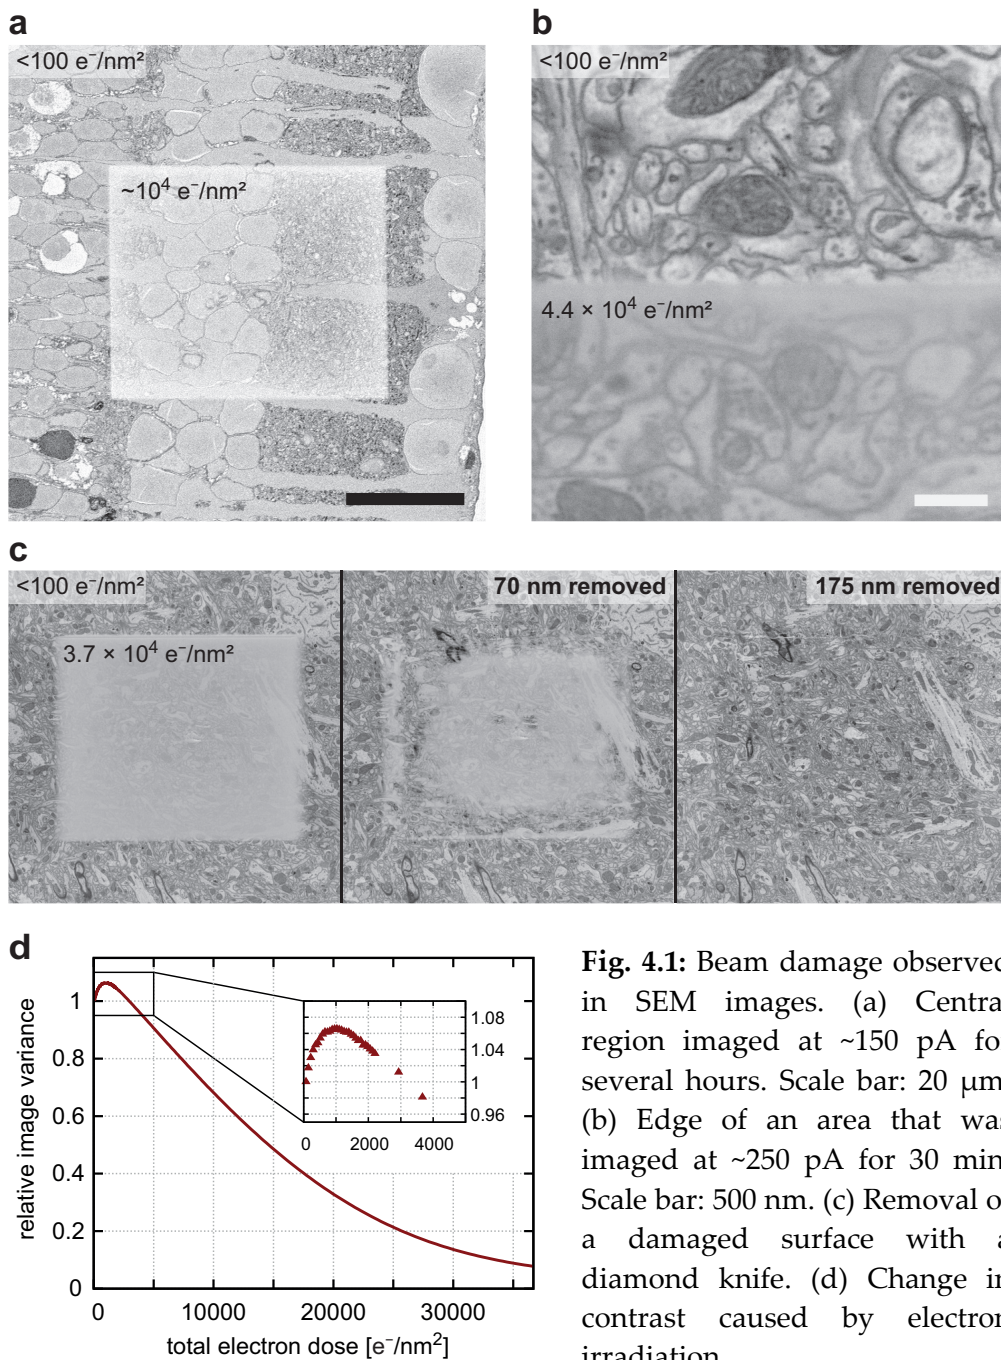 a
<100 e⁻/nm²
~10⁴ e⁻/nm²
b
<100 e⁻/nm²
4.4 × 10⁴ e⁻/nm²
c
<100 e⁻/nm²
3.7 × 10⁴ e⁻/nm²
70 nm removed
175 nm removed
d
relative image variance
1
0.8
0.6
0.4
0.2
0
0 10000 20000 30000
total electron dose [e⁻/nm²]
1.08
1.04
1
0.96
0 2000 4000
Fig. 4.1: Beam damage observed
in SEM images. (a) Centra
region imaged at ~150 pA fo
several hours. Scale bar: 20 µm
(b) Edge of an area that was
imaged at ~250 pA for 30 min
Scale bar: 500 nm. (c) Removal o
a damaged surface with a
diamond knife. (d) Change in
contrast caused by electron
irradiation